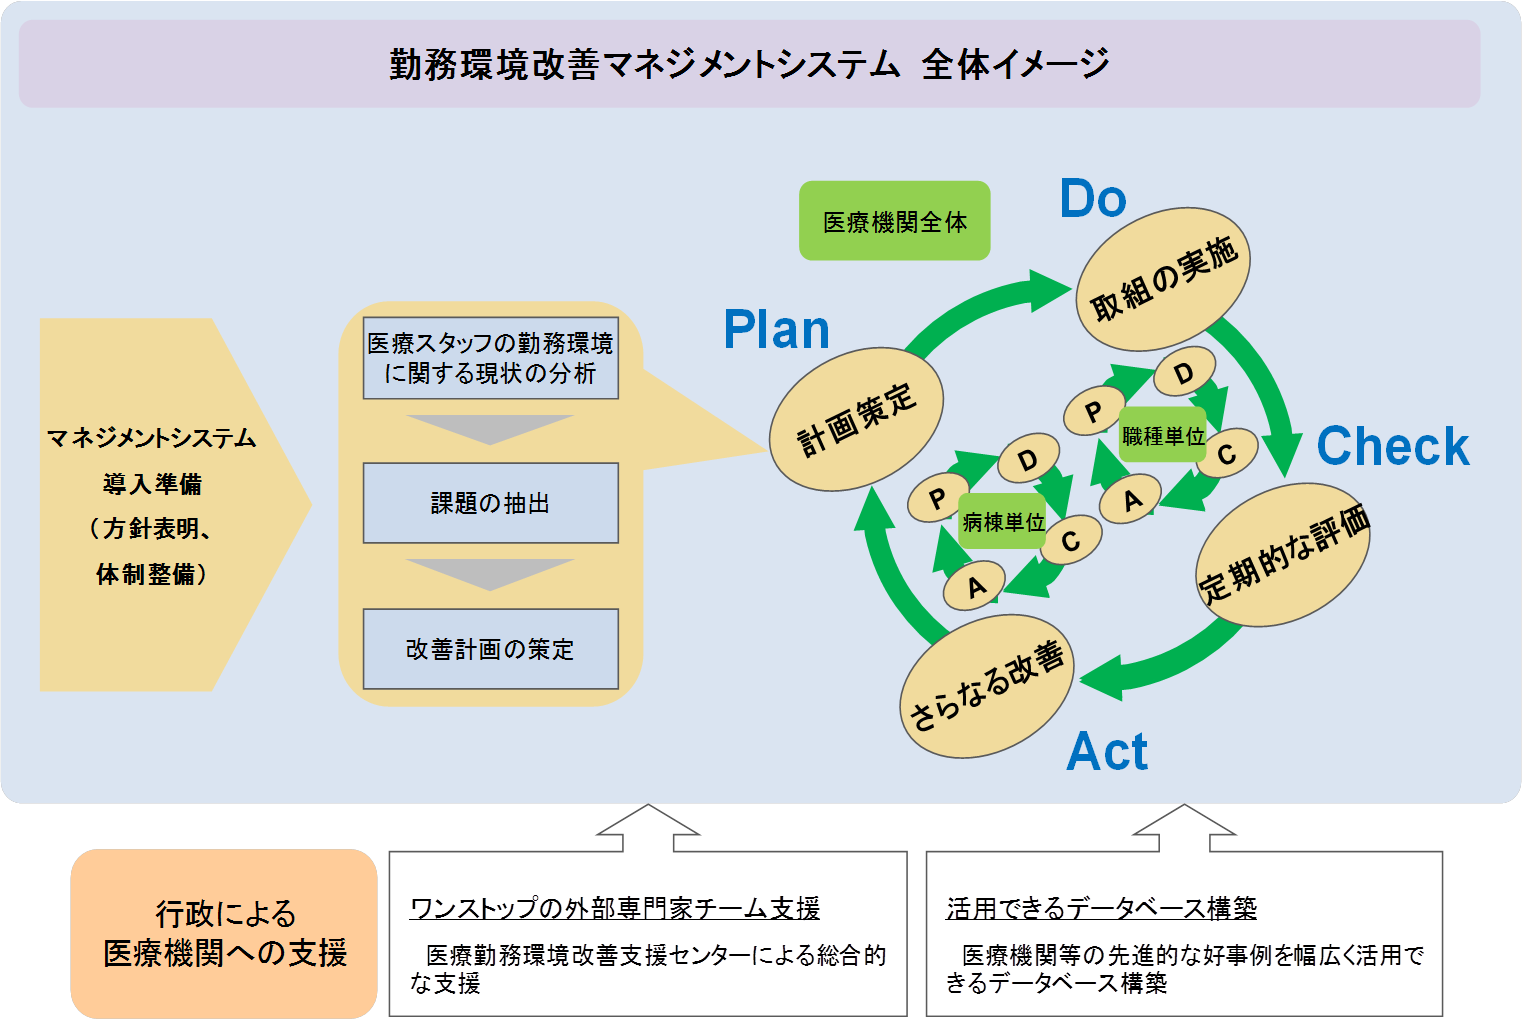 勤務環境改善マネジメントシステム 全体イメージ
マネジメントシステム
導入準備
（方針表明、
体制整備）
医療スタッフの勤務環境
に関する現状の分析
課題の抽出
改善計画の策定
医療機関全体
Plan
計画策定
Do
取組の実施
Check
定期的な評価
Act
さらなる改善
P
D
職種単位
C
A
P
D
病棟単位
C
A
行政による
医療機関への支援
ワンストップの外部専門家チーム支援
医療勤務環境改善支援センターによる総合的
な支援
活用できるデータベース構築
医療機関等の先進的な好事例を幅広く活用で
きるデータベース構築